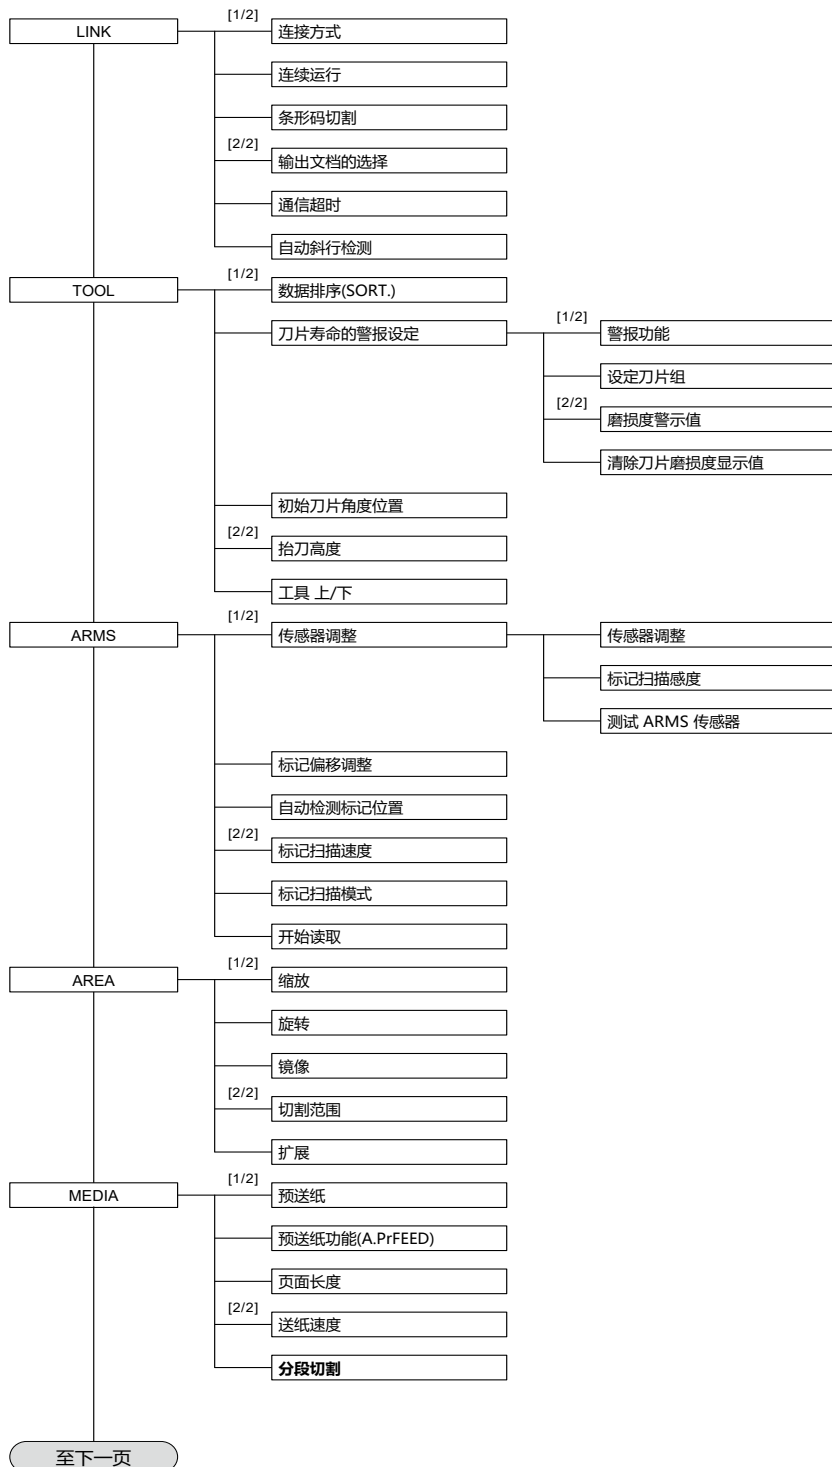 [1/2]
LINK
连接方式
连续运行
条形码切割
[2/2]
输出文档的选择
通信超时
自动斜行检测
[1/2]
TOOL
数据排序(SORT.)
刀片寿命的警报设定
[1/2]
警报功能
设定刀片组
[2/2]
磨损度警示值
清除刀片磨损度显示值
初始刀片角度位置
[2/2]
抬刀高度
工具 上/下
[1/2]
ARMS
传感器调整
传感器调整
标记扫描感度
测试 ARMS 传感器
标记偏移调整
自动检测标记位置
[2/2]
标记扫描速度
标记扫描模式
开始读取
[1/2]
AREA
缩放
旋转
镜像
[2/2]
切割范围
扩展
[1/2]
MEDIA
预送纸
预送纸功能(A.PrFEED)
页面长度
[2/2]
送纸速度
分段切割
至下一页